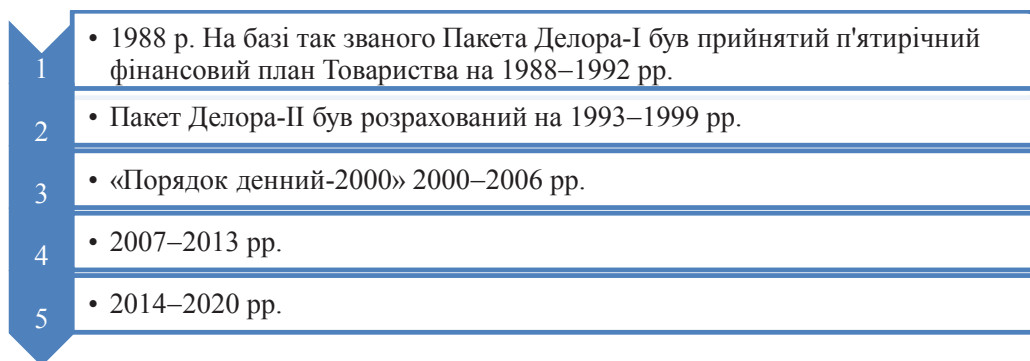 1
• 1988 р. На базі так званого Пакета Делора-І був прийнятий п'ятирічний
фінансовий план Товариства на 1988–1992 рр.
2
• Пакет Делора-ІІ був розрахований на 1993–1999 рр.
3
• «Порядок денний-2000» 2000–2006 рр.
4
• 2007–2013 рр.
5
• 2014–2020 рр.